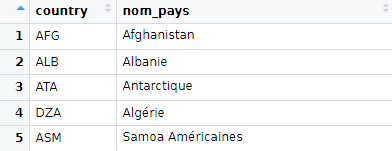 country nom_pays
1 AFG Afghanistan
2 ALB Albanie
3 ATA Antarctique
4 DZA Algérie
5 ASM Samoa Américaines